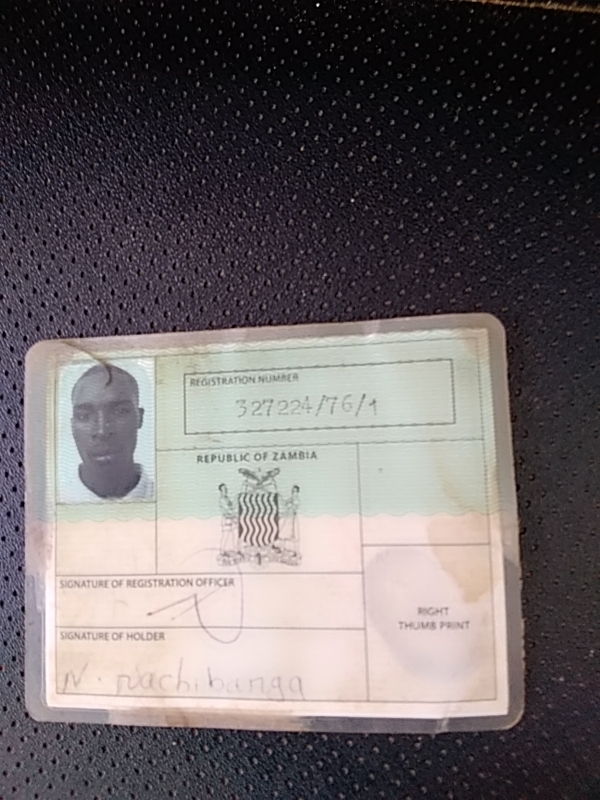 REGISTRATION NUMBER
327224/76/1
REPUBLIC OF ZAMBIA
SIGNATURE OF REGISTRATION OFFICER
SIGNATURE OF HOLDER
N. nachibanga
RIGHT
THUMB PRINT